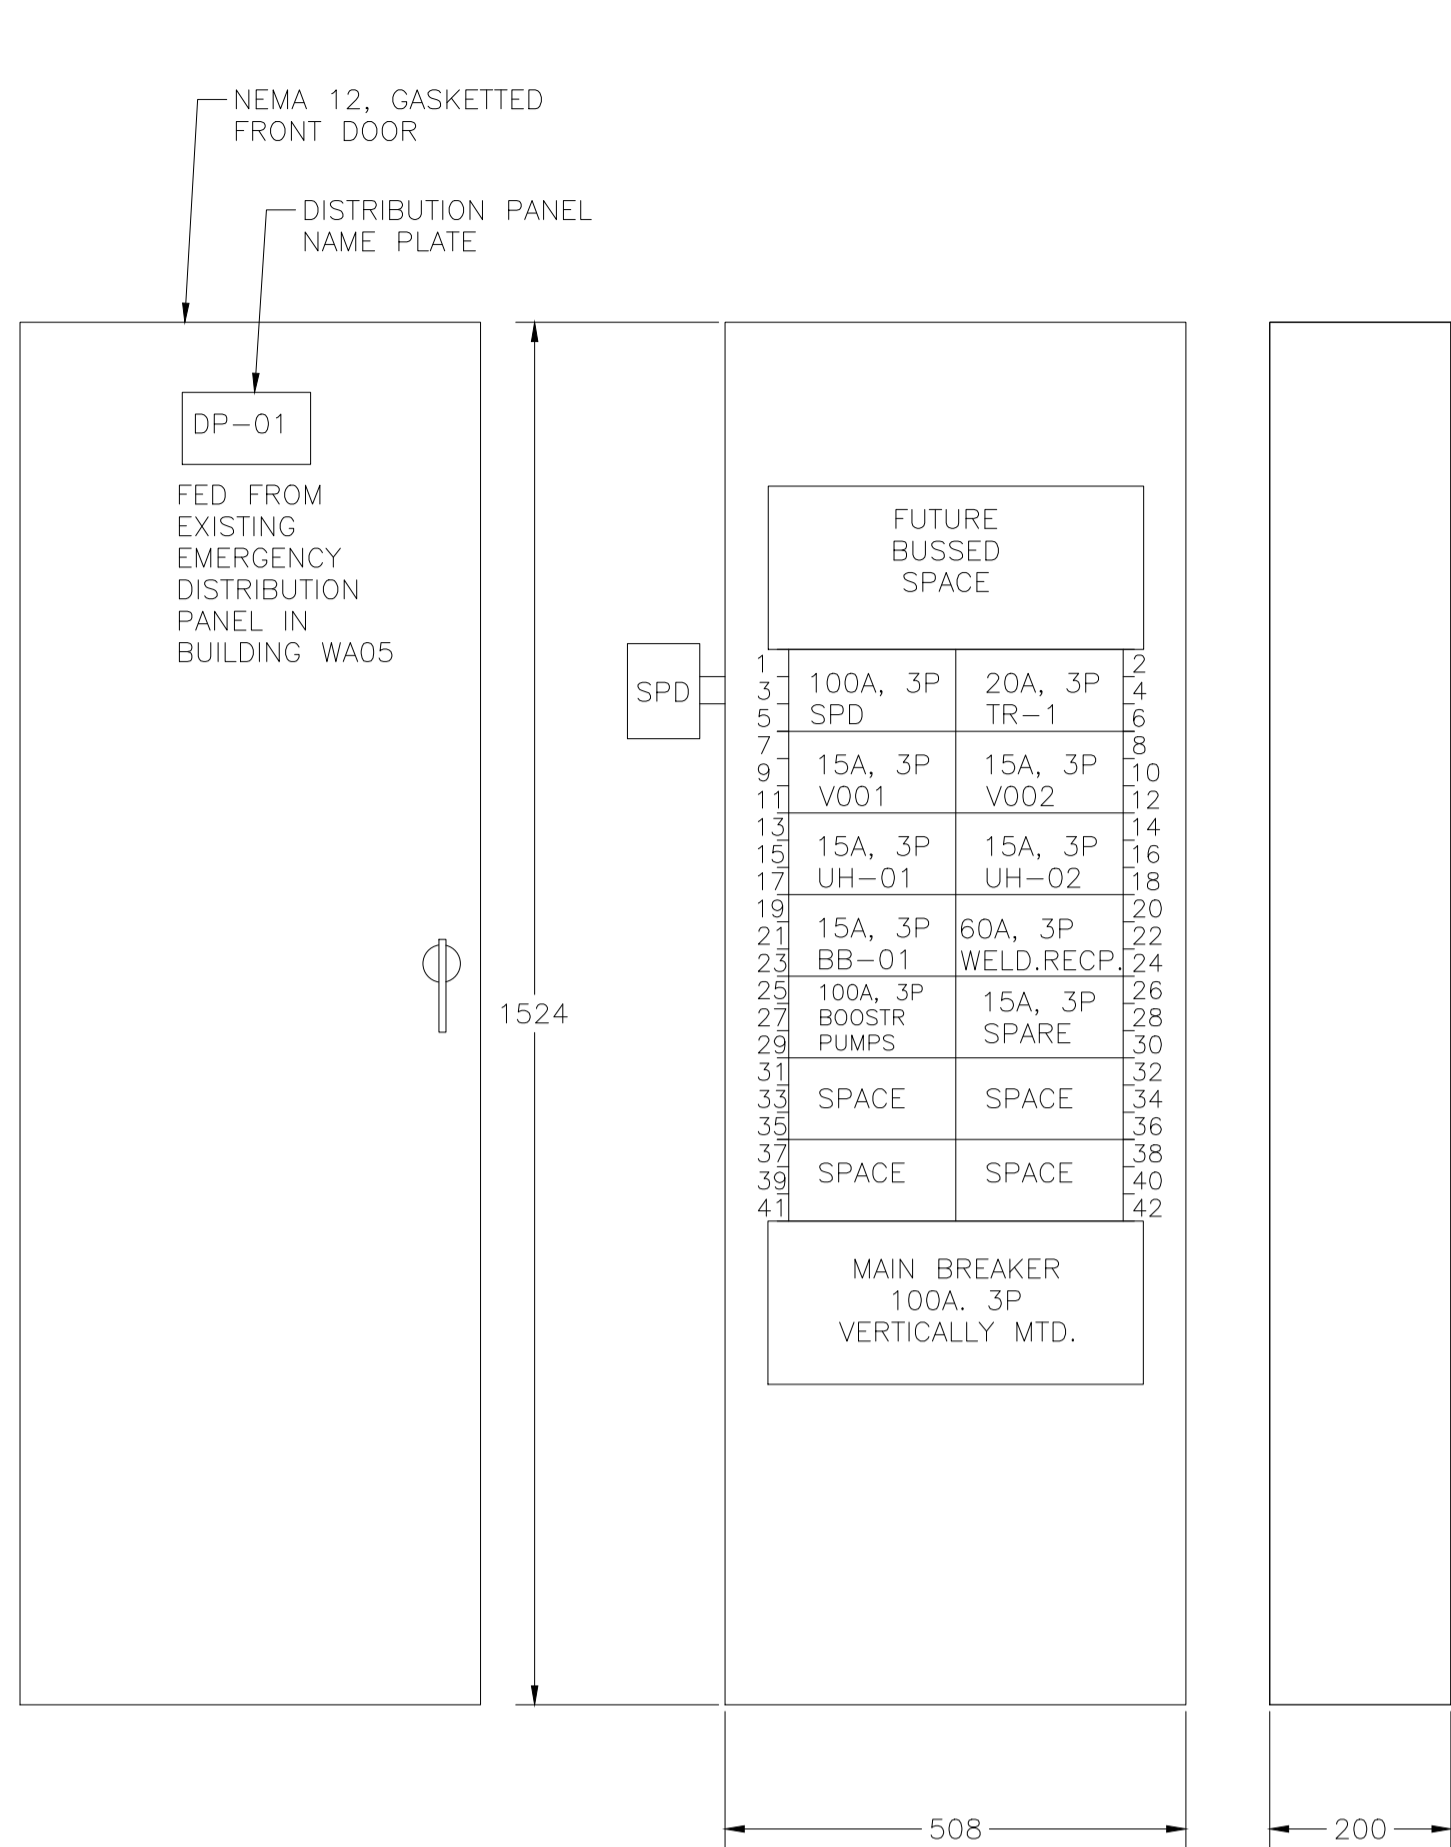 NEMA 12, GASKETTED
FRONT DOOR
DISTRIBUTION PANEL
NAME PLATE
DP-01
FED FROM
EXISTING
EMERGENCY
DISTRIBUTION
PANEL IN
BUILDING WA05
1524
SPD
FUTURE
BUSSED
SPACE
1
3
5
100A, 3P
SPD
20A, 3P
TR-1
2
4
6
7
9
11
15A, 3P
V001
15A, 3P
V002
8
10
12
13
15
17
15A, 3P
UH-01
15A, 3P
UH-02
14
16
18
19
21
23
15A, 3P
BB-01
60A, 3P
WELD.RECP.
20
22
24
25
27
29
100A, 3P
BOOSTR
PUMPS
15A, 3P
SPARE
26
28
30
31
33
35
SPACE
SPACE
32
34
36
37
39
41
SPACE
SPACE
38
40
42
MAIN BREAKER
100A. 3P
VERTICALLY MTD.
508
200